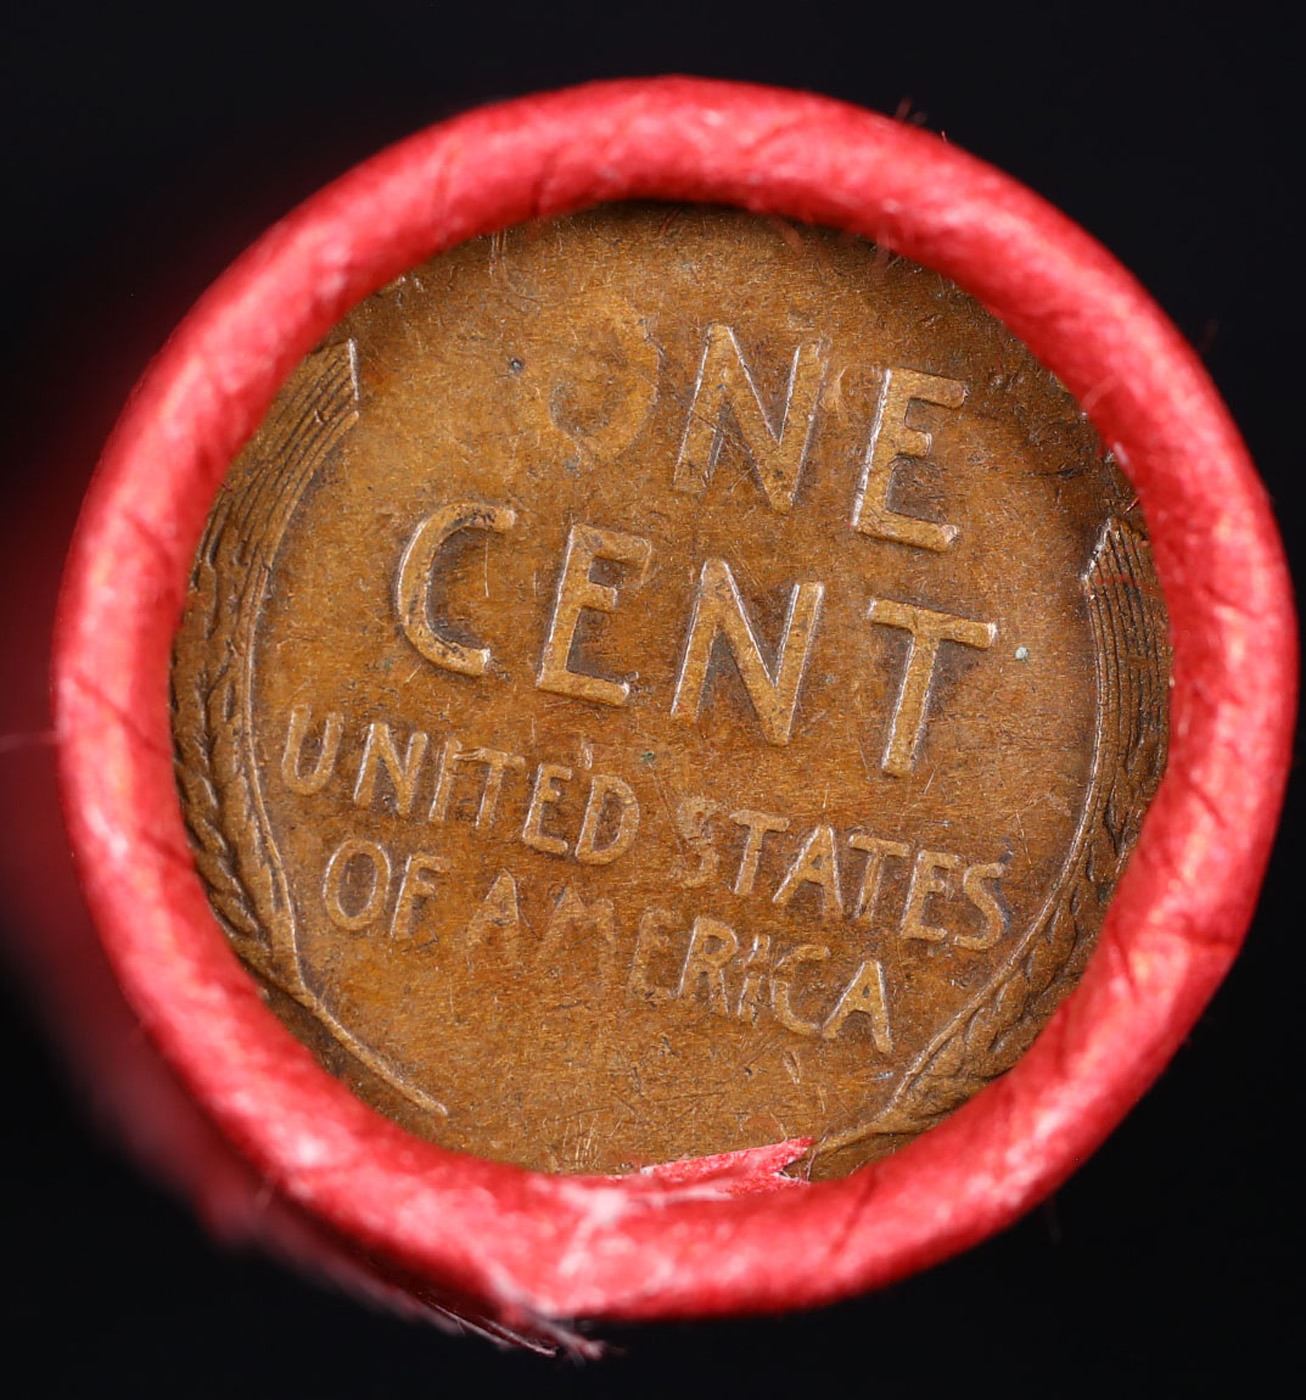 ONE
CENT
UNITED STATES
OF AMERICA